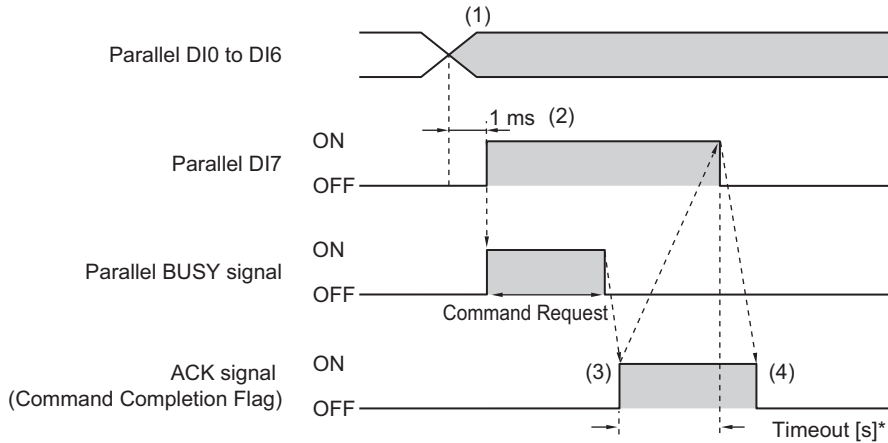 (1)
Parallel DI0 to DI6
1 ms (2)
ON
Parallel DI7
OFF
ON
Parallel BUSY signal
OFF
Command Request
ON
ACK signal
(3)
(4)
(Command Completion Flag)
OFF
Timeout [s]*